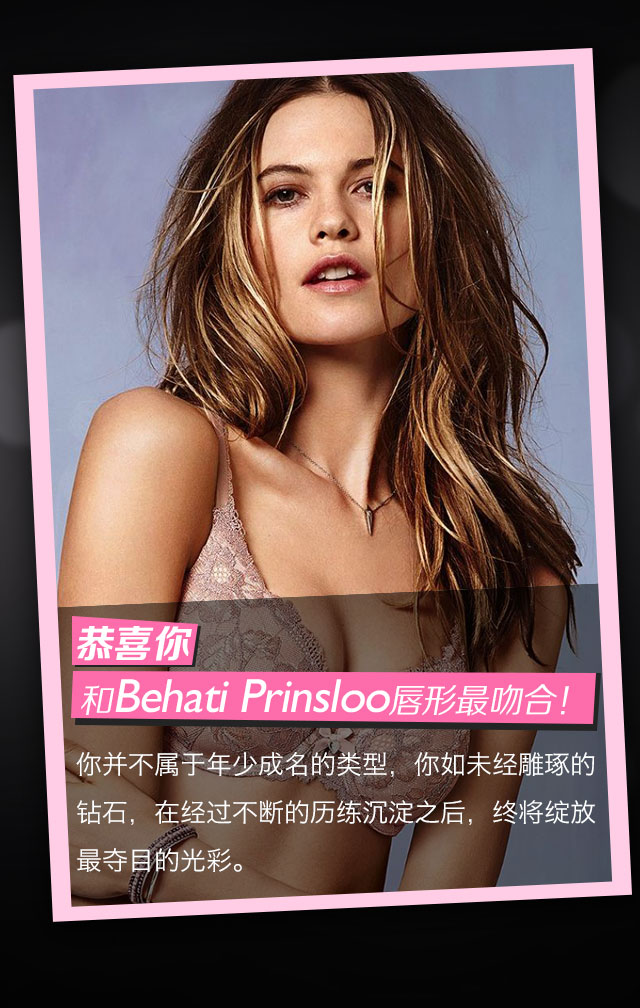 恭喜你
和Behati Prinsloo唇形最吻合！
你并不属于年少成名的类型，你如未经雕琢的
钻石，在经过不断的历练沉淀之后，终将绽放
最夺目的光彩。